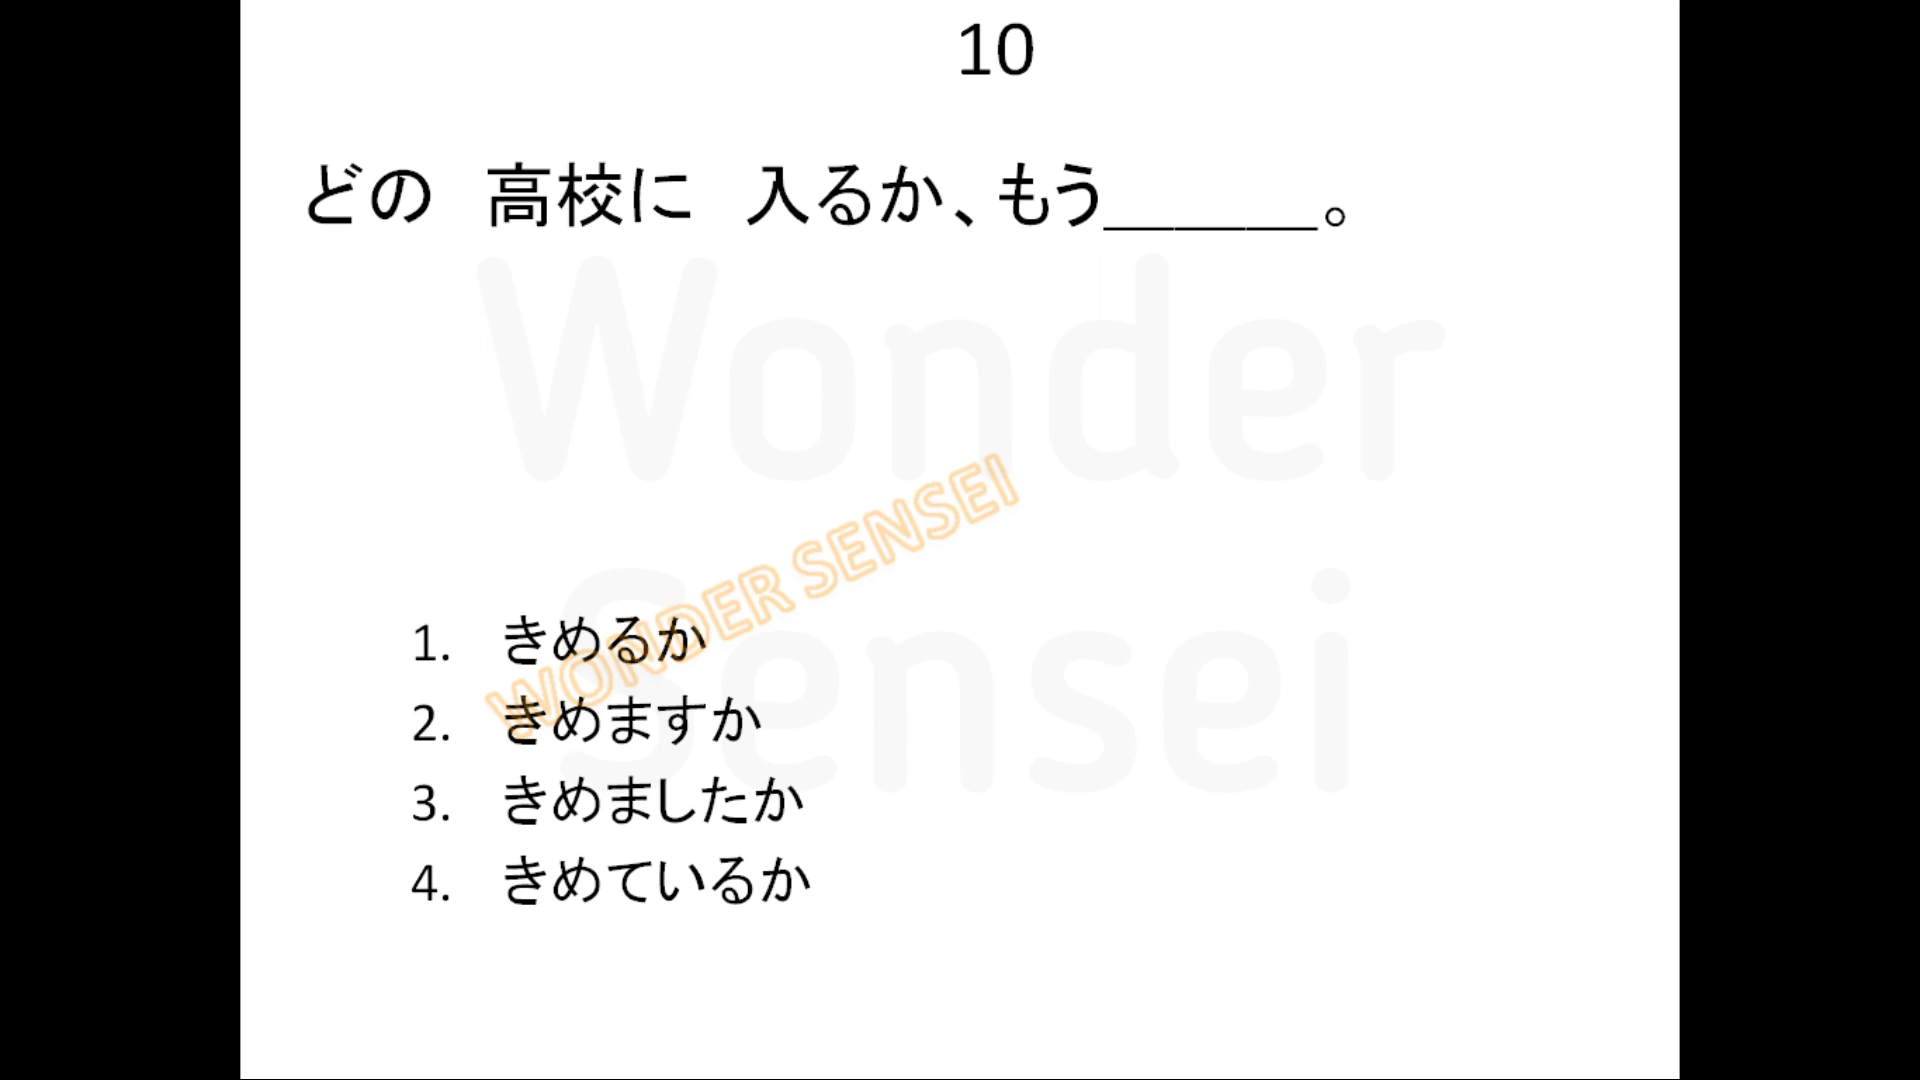 10
どの 高校に 入るか、もう______。
Wonder
Sensei
WONDER SENSEI
1. きめるか
2. きめますか
3. きめましたか
4. きめているか